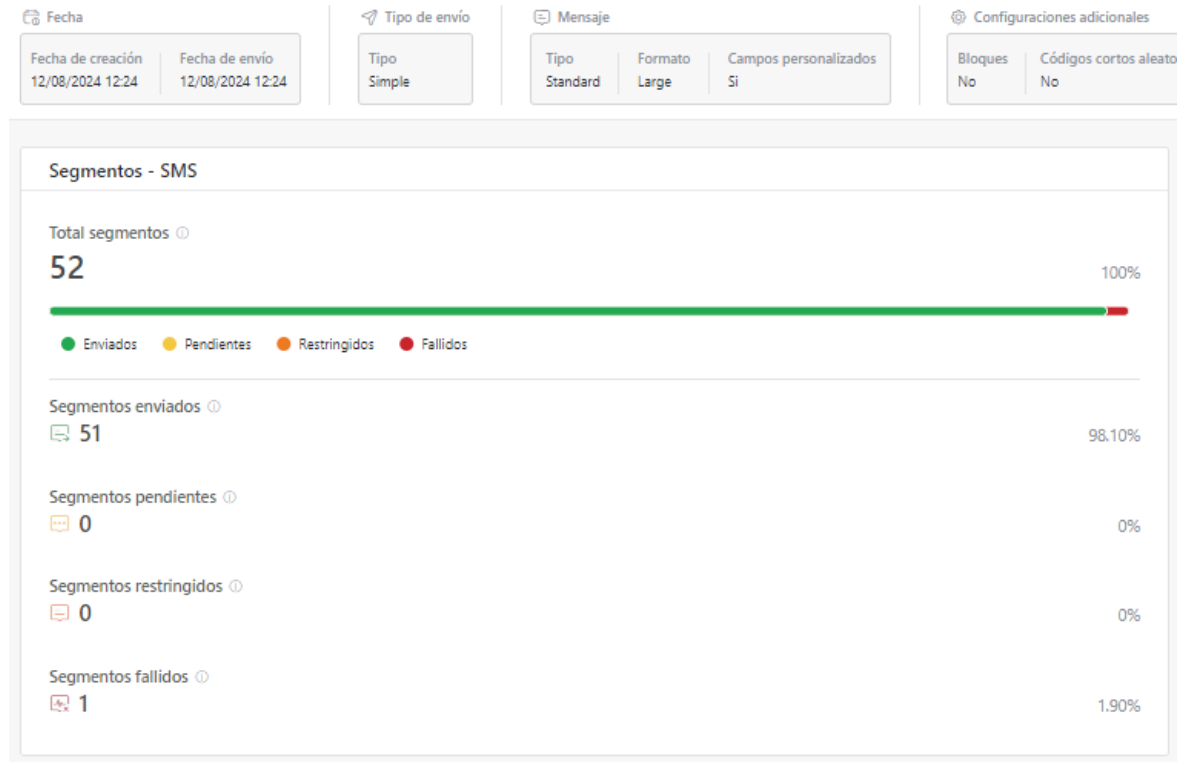 Fecha
Tipo de envío
Mensaje
Configuraciones adicionales
Fecha de creación Fecha de envío
12/08/2024 12:24 12/08/2024 12:24
Tipo
Simple
Tipo Formato Campos personalizados
Standard Large Si
Bloques Códigos cortos aleato
No No
Segmentos - SMS
Total segmentos
52 100%
Enviados Pendientes Restringidos Fallidos
Segmentos enviados
51 98.10%
Segmentos pendientes
0 0%
Segmentos restringidos
0 0%
Segmentos fallidos
1 1.90%